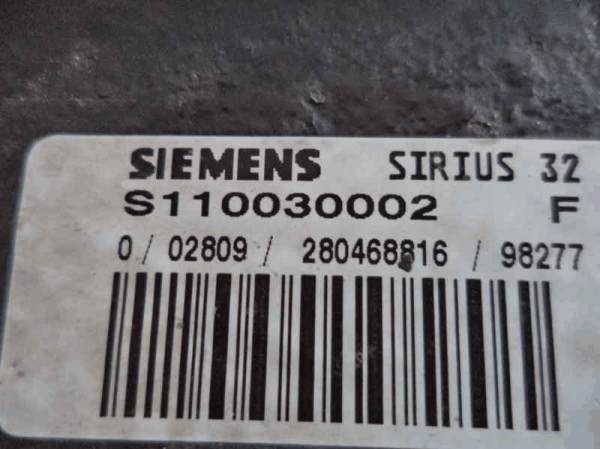 SIEMENS SIRIUS 32
S110030002 F
0 / 02809 / 280468816 / 98277